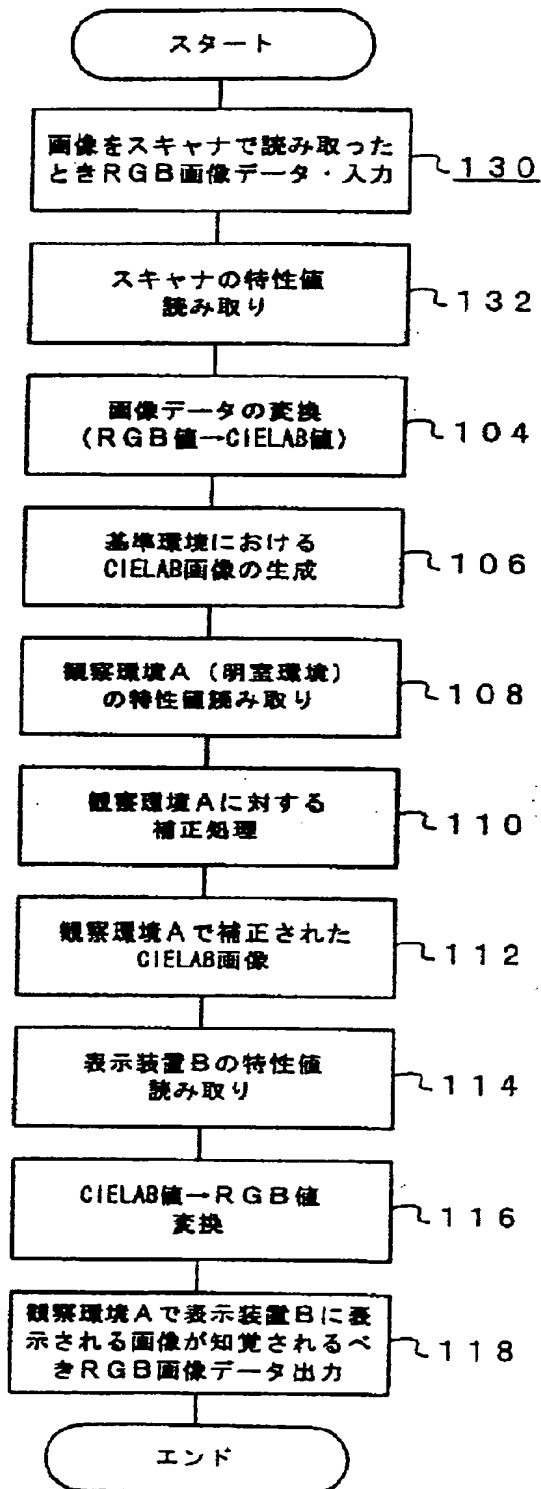 スタート
画像をスキャナで読み取った
ときRGB画像データ・入力
130
スキャナの特性値
読み取り
132
画像データの変換
(RGB値→CIELAB値)
104
基準環境における
CIELAB画像の生成
106
観察環境A(明室環境)
の特性値読み取り
108
観察環境Aに対する
補正処理
110
観察環境Aで補正された
CIELAB画像
112
表示装置Bの特性値
読み取り
114
CIELAB値→RGB値
変換
116
観察環境Aで表示装置Bに表
示される画像が知覚されるべ
きRGB画像データ出力
118
エンド